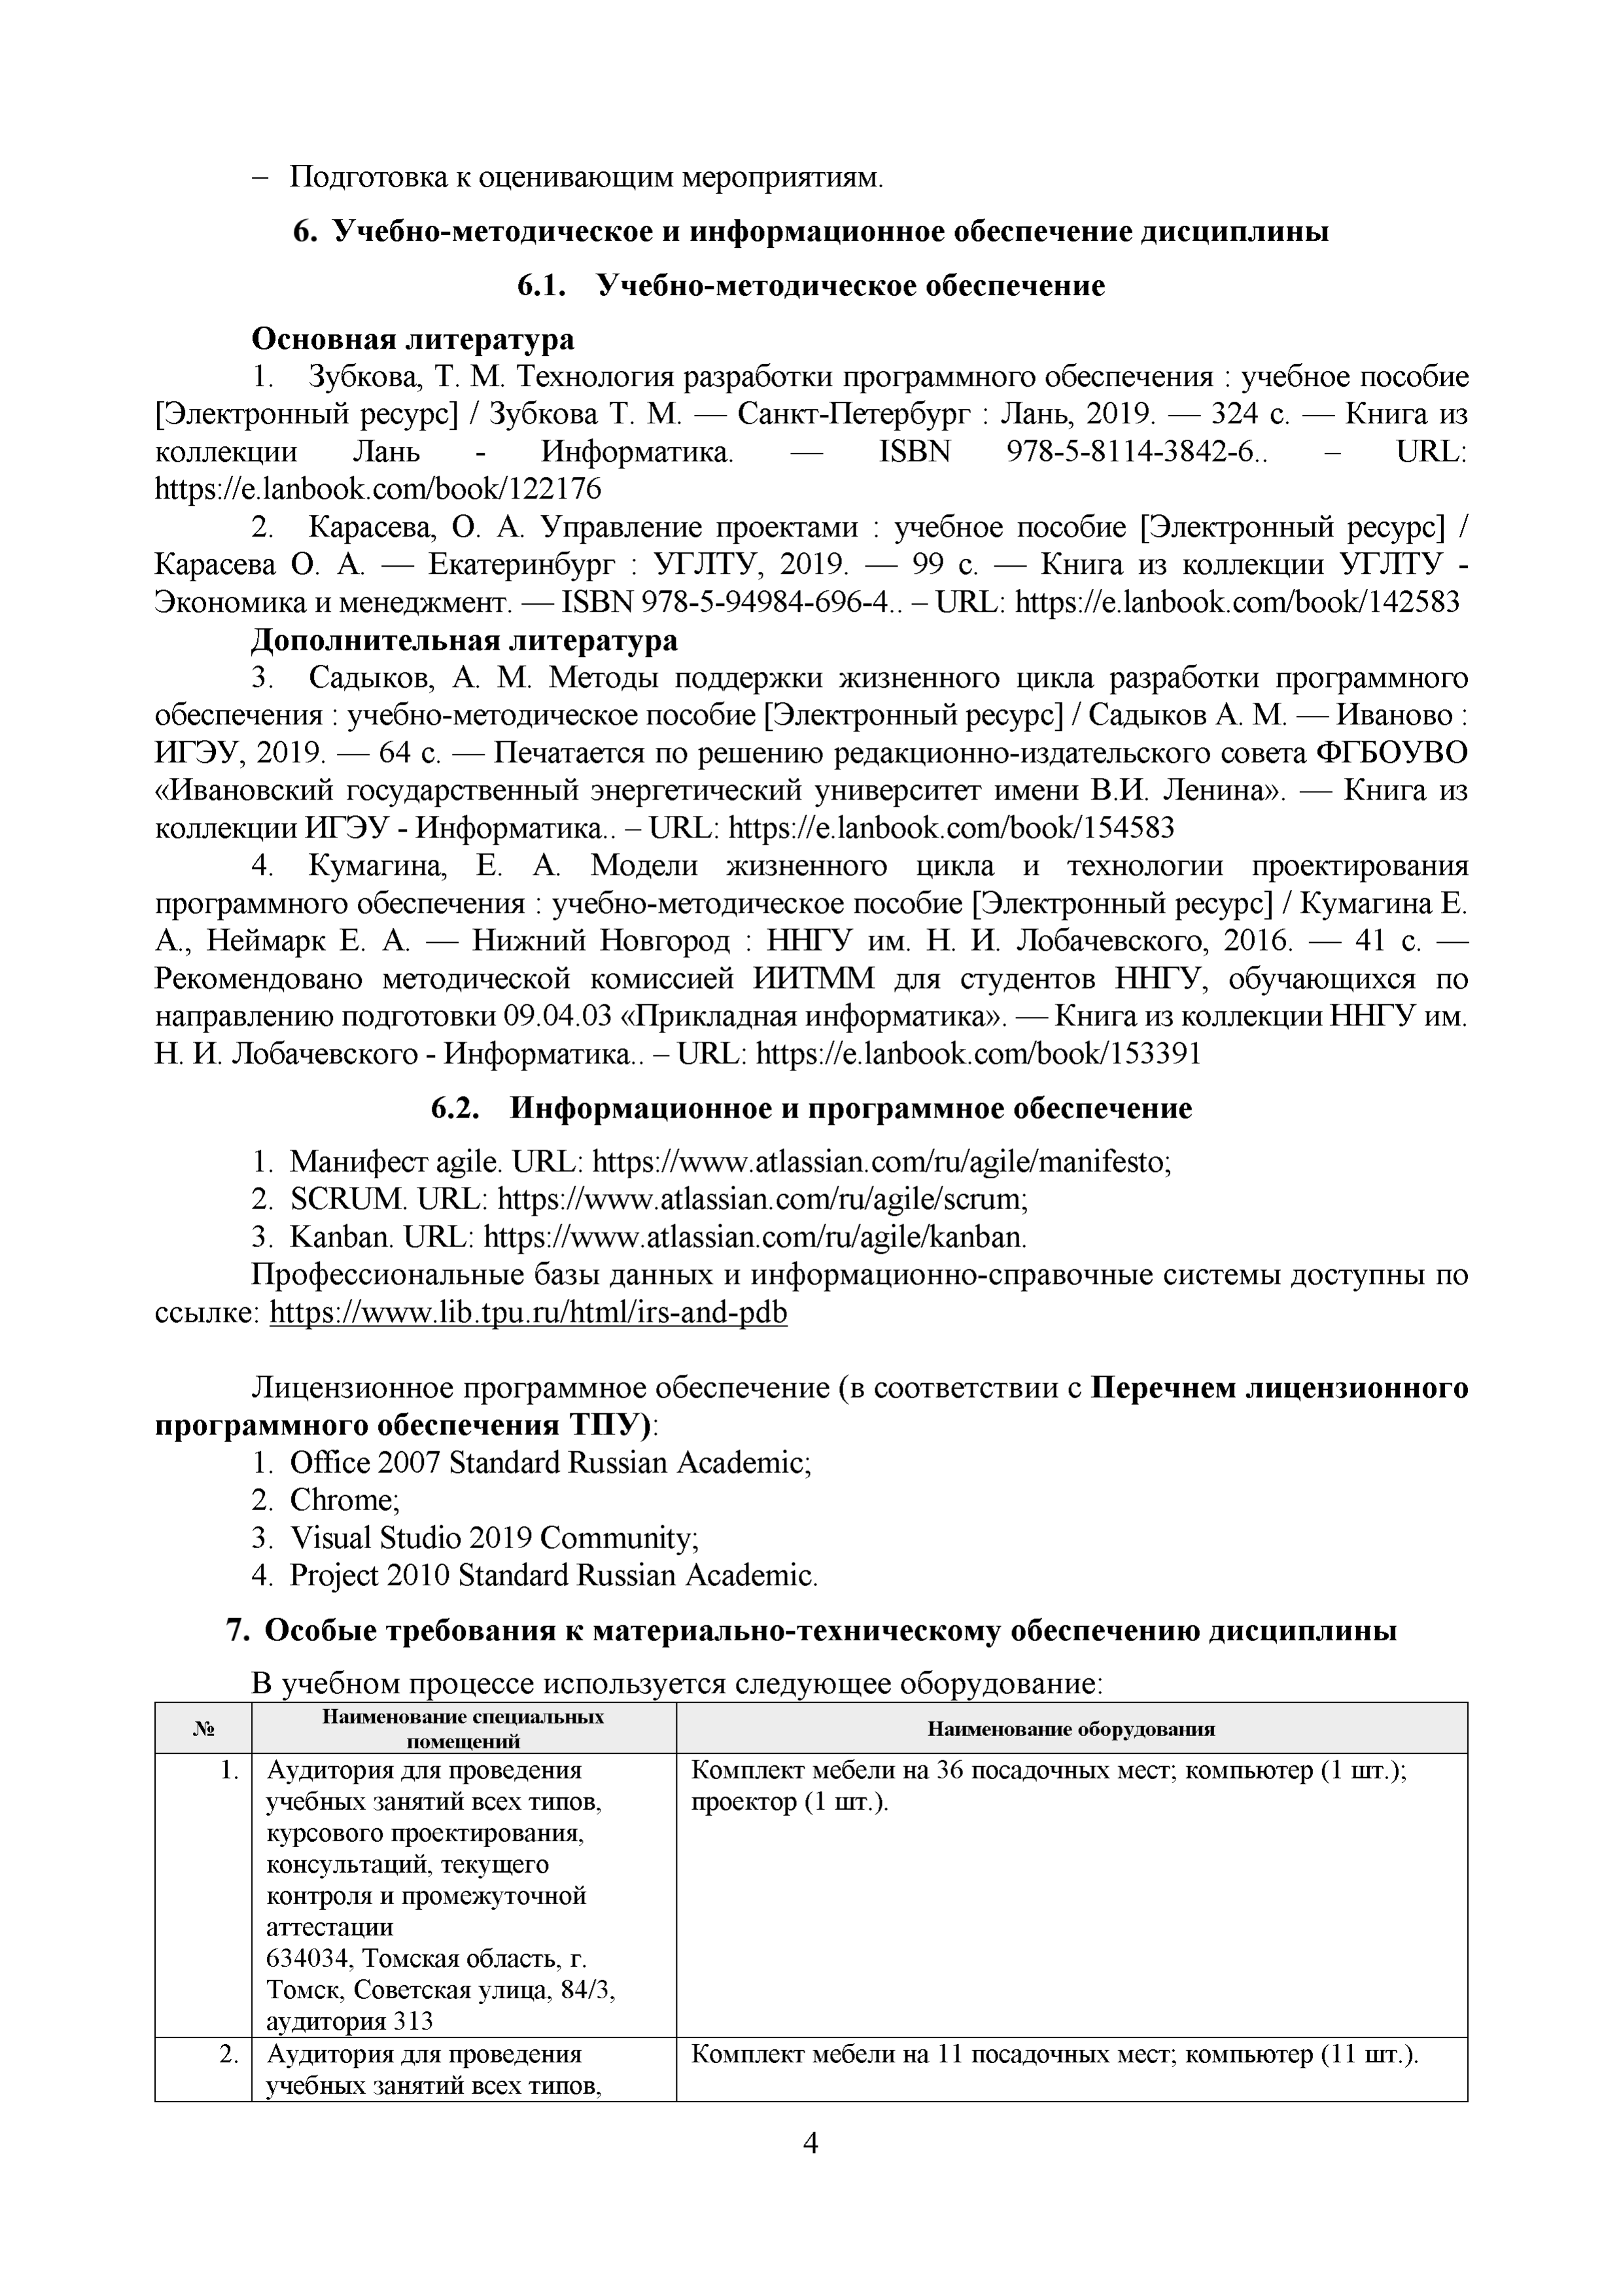 – Подготовка к оценивающим мероприятиям.
6. Учебно-методическое и информационное обеспечение дисциплины
6.1. Учебно-методическое обеспечение
Основная литература
1. Зубкова, Т. М. Технология разработки программного обеспечения : учебное пособие
[Электронный ресурс] / Зубкова Т. М. — Санкт-Петербург : Лань, 2019. — 324 с. — Книга из
коллекции Лань - Информатика. — ISBN 978-5-8114-3842-6.. – URL:
https://e.lanbook.com/book/122176
2. Карасева, О. А. Управление проектами : учебное пособие [Электронный ресурс] /
Карасева О. А. — Екатеринбург : УГЛТУ, 2019. — 99 с. — Книга из коллекции УГЛТУ -
Экономика и менеджмент. — ISBN 978-5-94984-696-4.. – URL: https://e.lanbook.com/book/142583
Дополнительная литература
3. Садыков, А. М. Методы поддержки жизненного цикла разработки программного
обеспечения : учебно-методическое пособие [Электронный ресурс] / Садыков А. М. — Иваново :
ИГЭУ, 2019. — 64 с. — Печатается по решению редакционно-издательского совета ФГБОУВО
«Ивановский государственный энергетический университет имени В.И. Ленина». — Книга из
коллекции ИГЭУ - Информатика.. – URL: https://e.lanbook.com/book/154583
4. Кумагина, Е. А. Модели жизненного цикла и технологии проектирования
программного обеспечения : учебно-методическое пособие [Электронный ресурс] / Кумагина Е.
А., Неймарк Е. А. — Нижний Новгород : ННГУ им. Н. И. Лобачевского, 2016. — 41 с. —
Рекомендовано методической комиссией ИИТММ для студентов ННГУ, обучающихся по
направлению подготовки 09.04.03 «Прикладная информатика». — Книга из коллекции ННГУ им.
Н. И. Лобачевского - Информатика.. – URL: https://e.lanbook.com/book/153391
6.2. Информационное и программное обеспечение
1. Манифест agile. URL: https://www.atlassian.com/ru/agile/manifesto;
2. SCRUM. URL: https://www.atlassian.com/ru/agile/scrum;
3. Kanban. URL: https://www.atlassian.com/ru/agile/kanban.
Профессиональные базы данных и информационно-справочные системы доступны по
ссылке: https://www.lib.tpu.ru/html/irs-and-pdb
Лицензионное программное обеспечение (в соответствии с Перечнем лицензионного
программного обеспечения ТПУ):
1. Office 2007 Standard Russian Academic;
2. Chrome;
3. Visual Studio 2019 Community;
4. Project 2010 Standard Russian Academic.
7. Особые требования к материально-техническому обеспечению дисциплины
В учебном процессе используется следующее оборудование:
№
Наименование специальных
помещений
Наименование оборудования
1.
Аудитория для проведения
учебных занятий всех типов,
курсового проектирования,
консультаций, текущего
контроля и промежуточной
аттестации
634034, Томская область, г.
Томск, Советская улица, 84/3,
аудитория 313
Комплект мебели на 36 посадочных мест; компьютер (1 шт.);
проектор (1 шт.).
2.
Аудитория для проведения
учебных занятий всех типов,
Комплект мебели на 11 посадочных мест; компьютер (11 шт.).
4